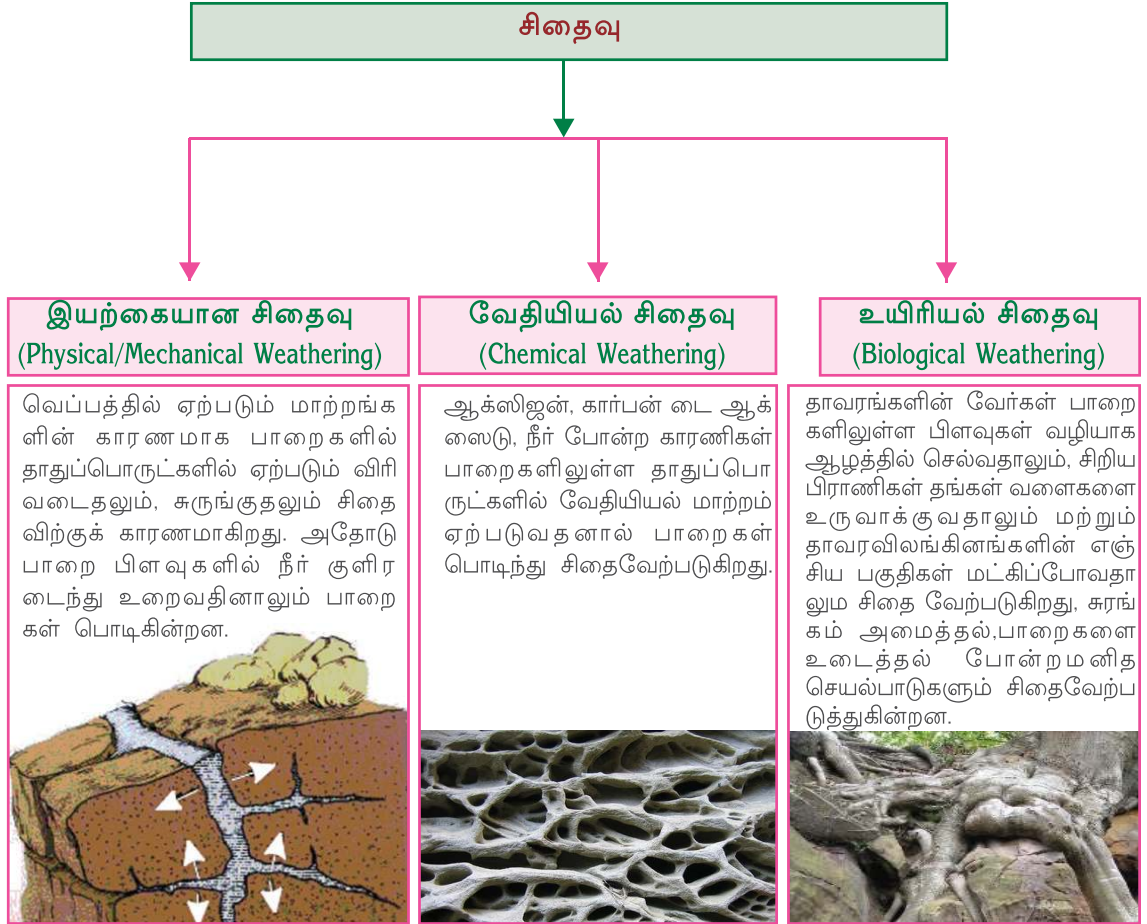 சிதைவு
இயற்கையான சிதைவு
(Physical/Mechanical Weathering)
வெப்பத்தில் ஏற்படும் மாற்றங்க
ளின் காரணமாக பாறைகளில்
தாதுப்பொருட்களில் ஏற்படும் விரி
வடைதலும், சுருங்குதலும் சிதை
விற்குக் காரணமாகிறது. அதோடு
பாறை பிளவுகளில் நீர் குளிர
டைந்து உறைவதினாலும் பாறை
கள் பொடிகின்றன.
வேதியியல் சிதைவு
(Chemical Weathering)
ஆக்ஸிஜன், கார்பன் டை ஆக்
ஸைடு, நீர் போன்ற காரணிகள்
பாறைகளிலுள்ள தாதுப்பொ
ருட்களில் வேதியியல் மாற்றம்
ஏற்படுவதனால் பாறைகள்
பொடிந்து சிதைவேற்படுகிறது.
உயிரியல் சிதைவு
(Biological Weathering)
தாவரங்களின் வேர்கள் பாறை
களிலுள்ள பிளவுகள் வழியாக
ஆழத்தில் செல்வதாலும், சிறிய
பிராணிகள் தங்கள் வளைகளை
உருவாக்குவதாலும் மற்றும்
தாவரவிலங்கினங்களின் எஞ்
சிய பகுதிகள் மட்கிப்போவதா
லும சிதை வேற்படுகிறது, சுரங்
கம் அமைத்தல்,பாறைகளை
உடைத்தல் போன்றமனித
செயல்பாடுகளும் சிதைவேற்ப
டுத்துகின்றன.